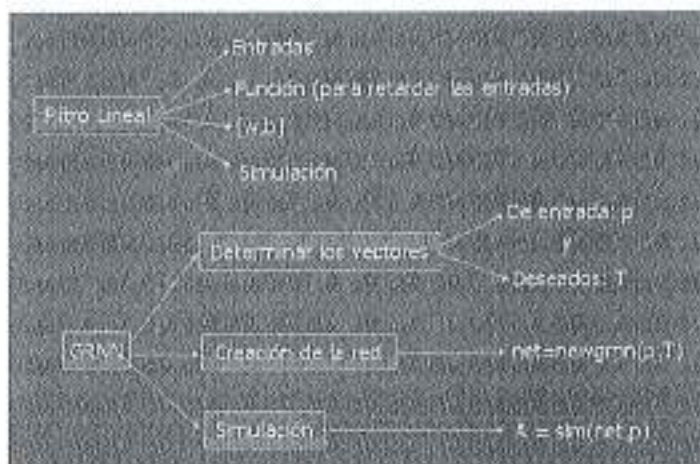 Entradas
Función (para retardar las entradas)
Filtro Lineal
[w,b]
Simulación
De entrada: p
y
Determinar los vectores
Deseados: T
GRNN
Creación de la red
net=newgrnn(p,T)
Simulación
= sim(net,p)